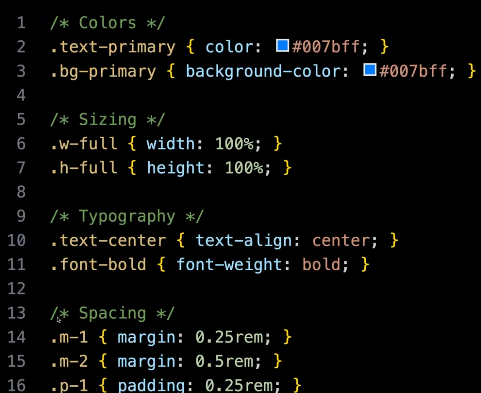 1 /* Colors */
2 .text-primary { color: #007bff; }
3 .bg-primary { background-color: #007bff; }
4
5 /* Sizing */
6 .w-full { width: 100%; }
7 .h-full { height: 100%; }
8
9 /* Typography */
10 .text-center { text-align: center; }
11 .font-bold { font-weight: bold; }
12
13 /* Spacing */
14 .m-1 { margin: 0.25rem; }
15 .m-2 { margin: 0.5rem; }
16 .p-1 { padding: 0.25rem; }